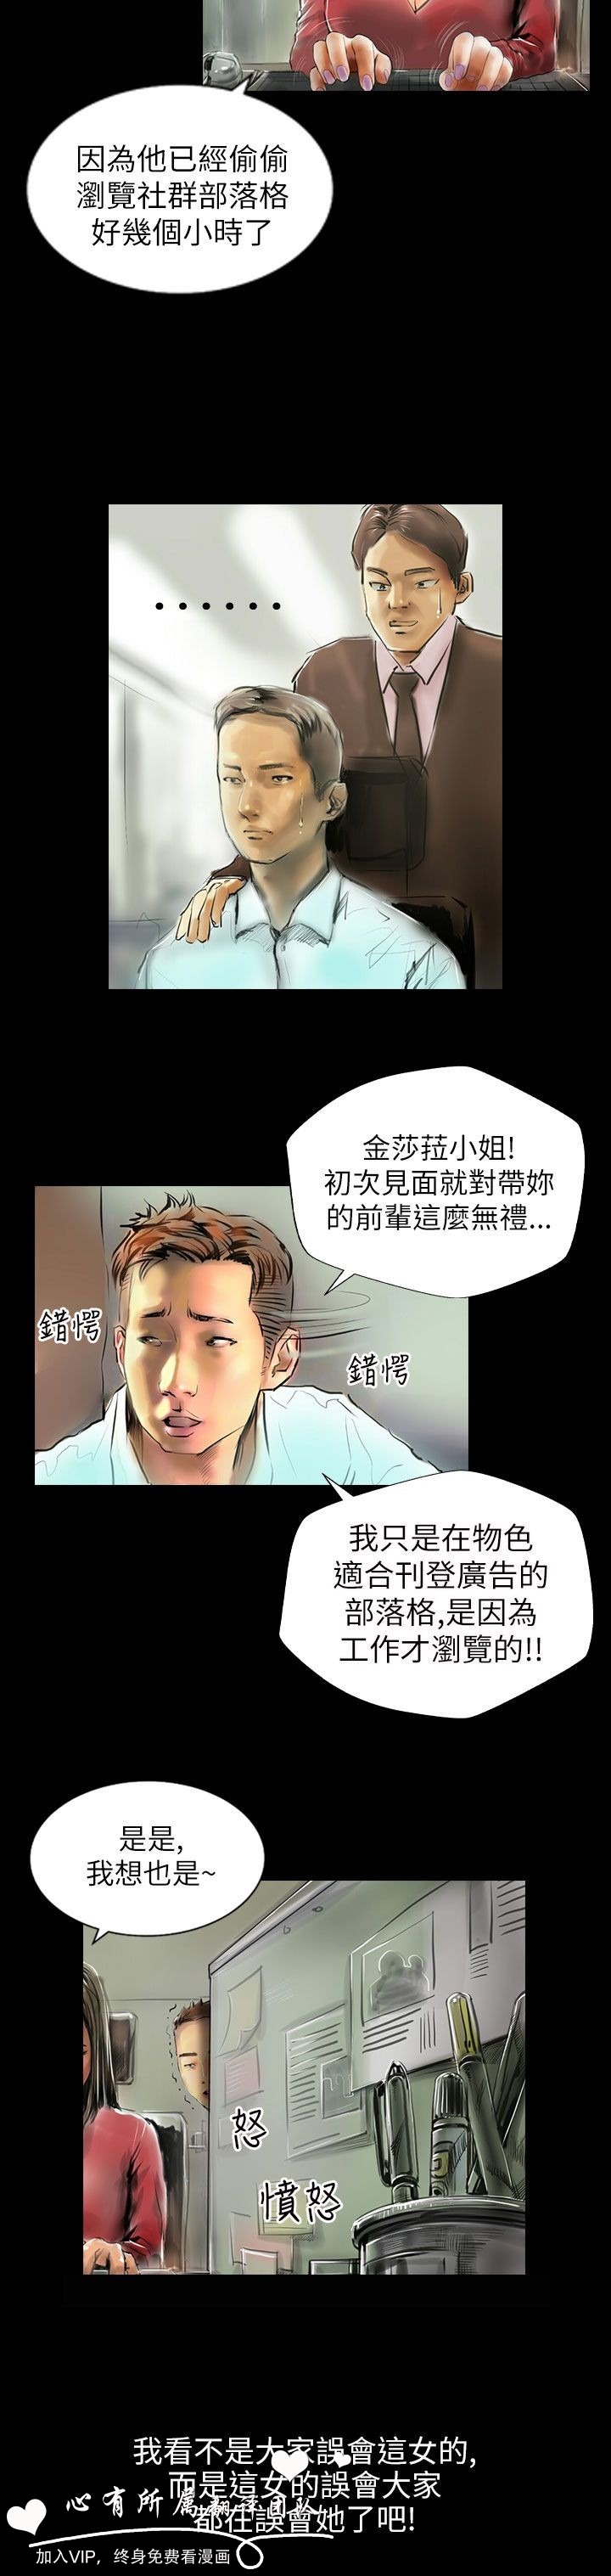 因為他已經偷偷
瀏覽社群部落格
好幾個小時了
......
金莎菈小姐!
初次見面就對帶妳
的前輩這麼無禮...
錯愕
錯愕
我只是在物色
適合刊登廣告的
部落格,是因為
工作才瀏覽的!!
是是,
我想也是~
怒
憤怒
我看不是大家誤會這女的,
而是這女的誤會大家
都在誤會她了吧!
心有所属翻译团队
加入VIP，终身免费看漫画